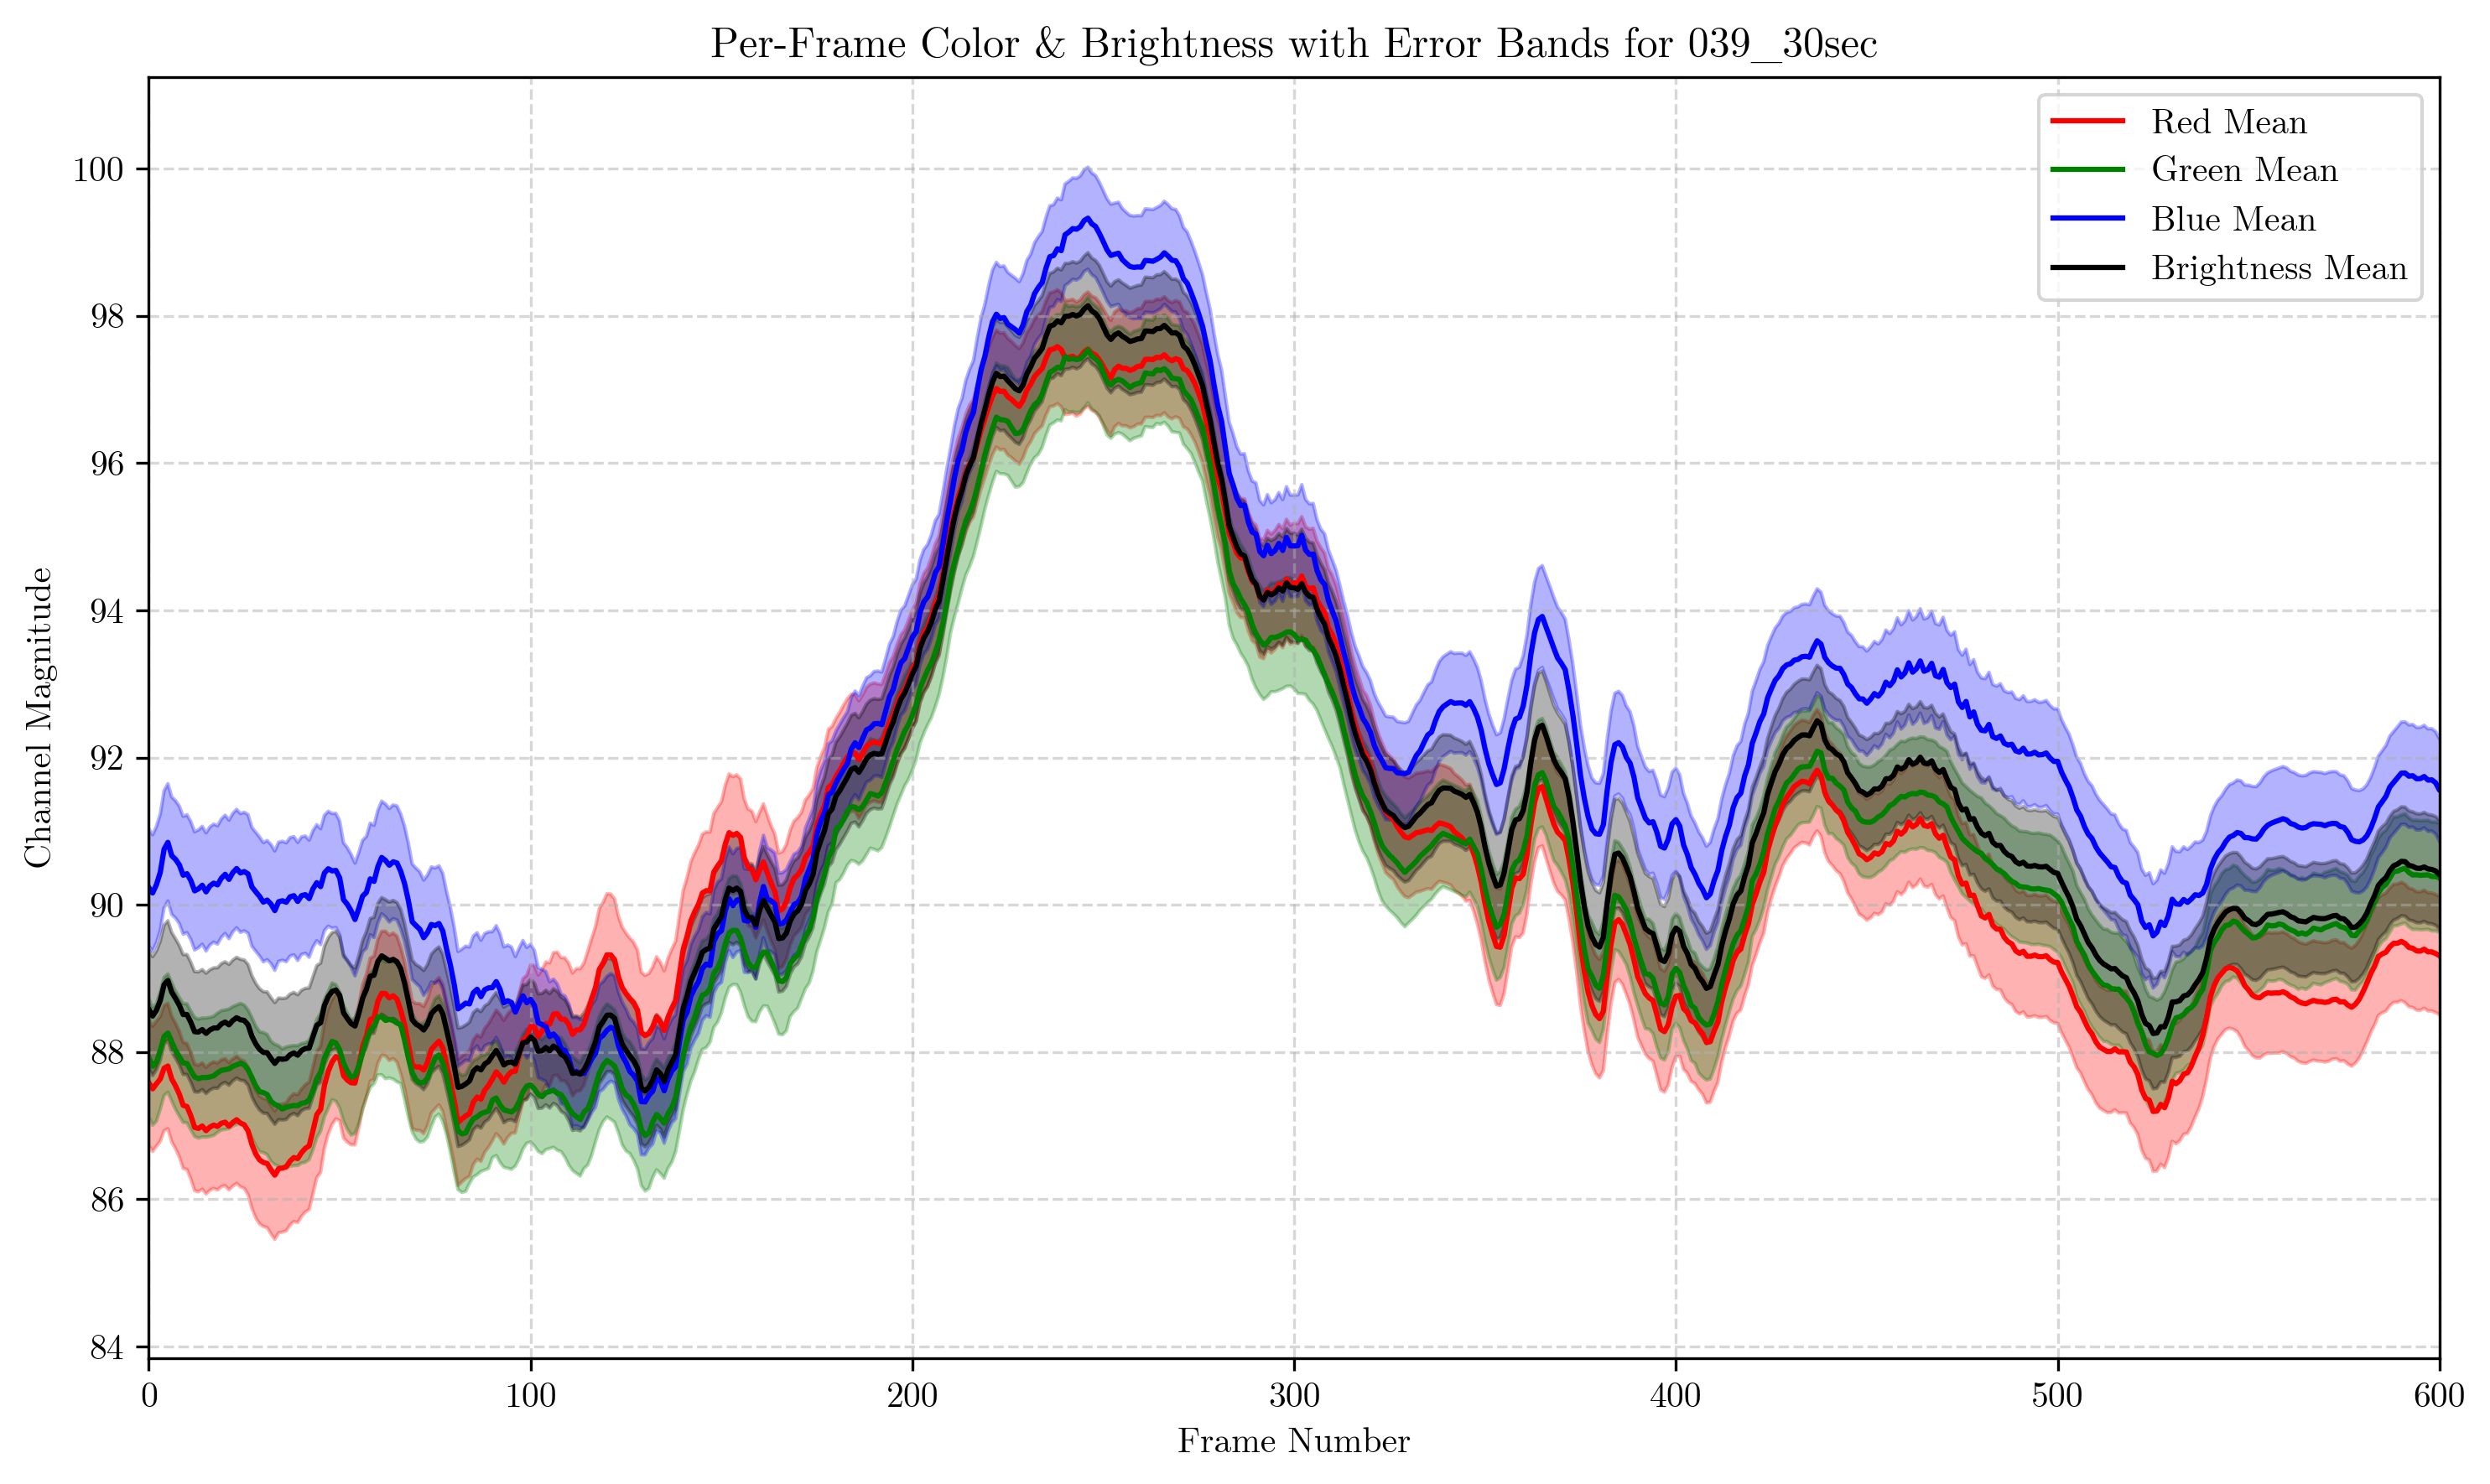 Per-Frame Color & Brightness with Error Bands for 039_30sec
Red Mean
Green Mean
Blue Mean
Brightness Mean
Channel Magnitude
100
98
96
94
92
90
88
86
84
0 100 200 300 400 500 600
Frame Number